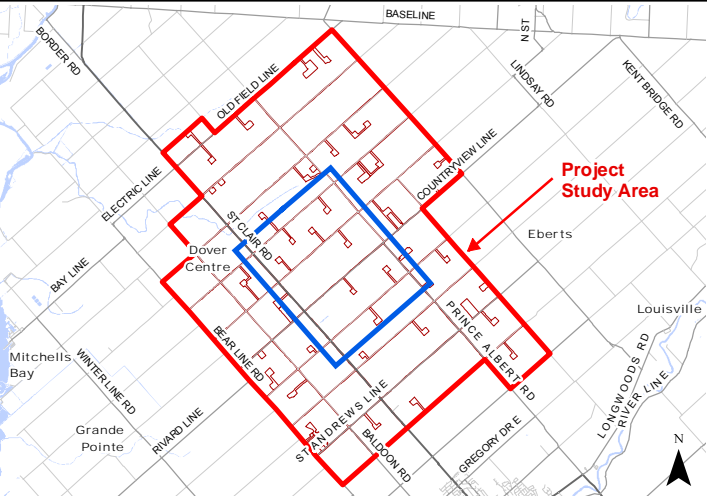 BASELINE
N ST
BORDER RD
LINDSAY RD
KENT BRIDGE RD
OLD FIELD LINE
COUNTRYVIEW LINE
Project
Study Area
ELECTRIC LINE
ST CLAIR RD
Eberts
Dover
Centre
BAY LINE
Louisville
PRINCE ALBERT RD
BEAR LINE RD
Mitchells
Bay
WINTER LINE RD
LONGWOODS RD
RIVER LINE
ST ANDREWS LINE
RIVARD LINE
Grande
Pointe
BALDOON RD
GREGORY DR E
N